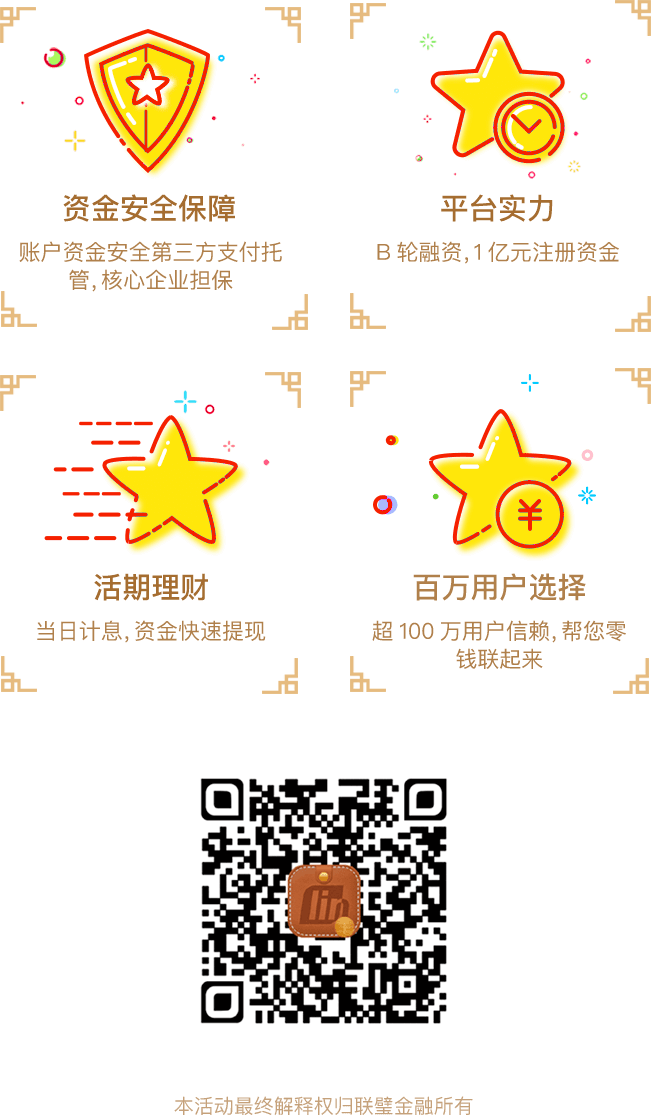 资金安全保障
账户资金安全第三方支付托
管,核心企业担保
平台实力
B 轮融资,1 亿元注册资金
活期理财
当日计息,资金快速提现
¥
百万用户选择
超 100 万用户信赖,帮您零
钱联起来
lin
本活动最终解释权归联璧金融所有